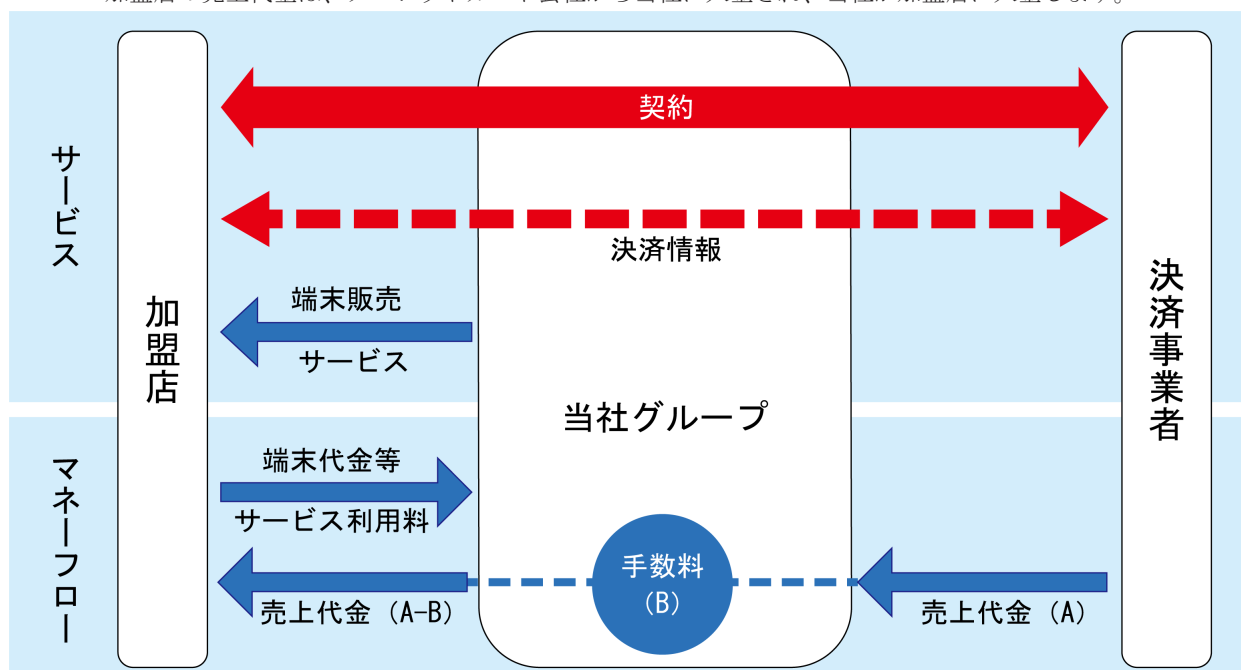 契約
決済情報
サービス
加盟店
端末販売
サービス
当社グループ
決済事業者
マネーフロー
端末代金等
サービス利用料
手数料
(B)
売上代金 (A-B)
売上代金 (A)